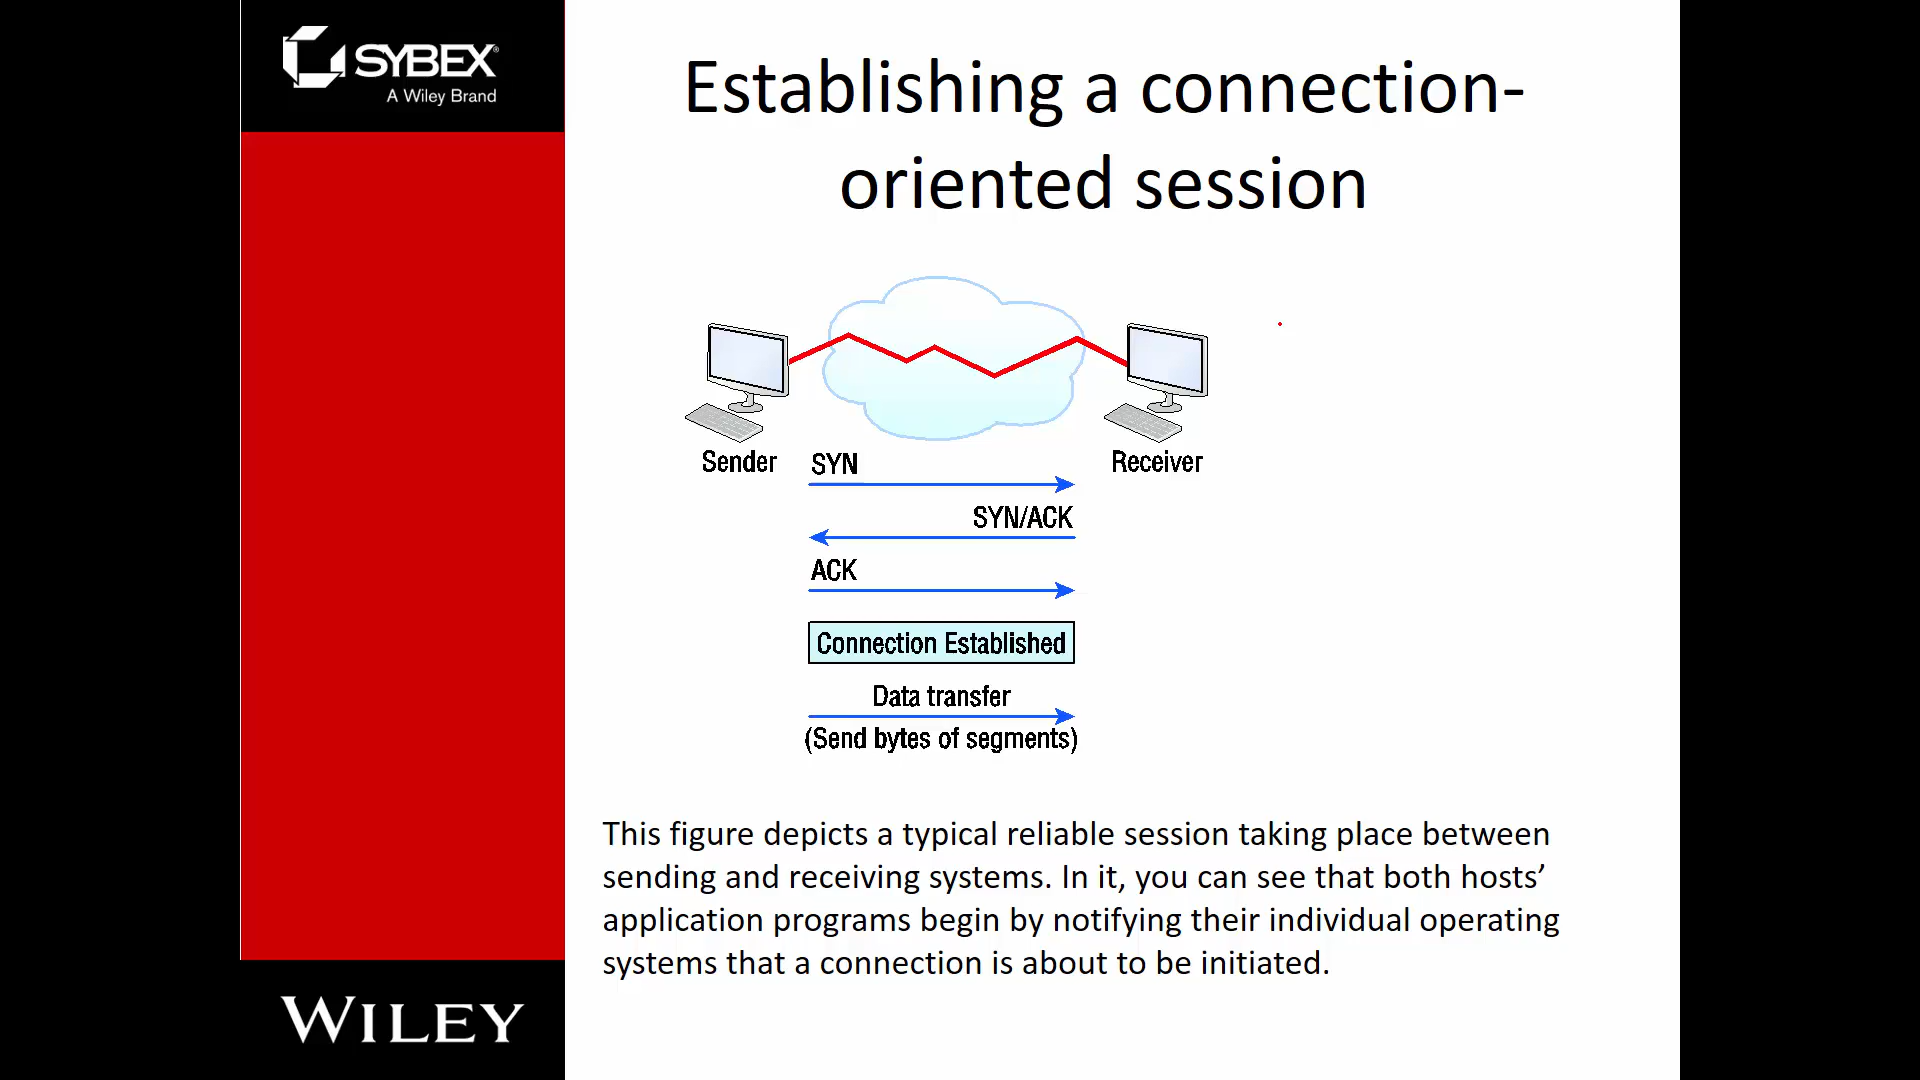 SYBEX®
A Wiley Brand
Establishing a connection-
oriented session
Sender
SYN
Receiver
SYN/ACK
ACK
Connection Established
Data transfer
(Send bytes of segments)
This figure depicts a typical reliable session taking place between
sending and receiving systems. In it, you can see that both hosts’
application programs begin by notifying their individual operating
systems that a connection is about to be initiated.
WILEY